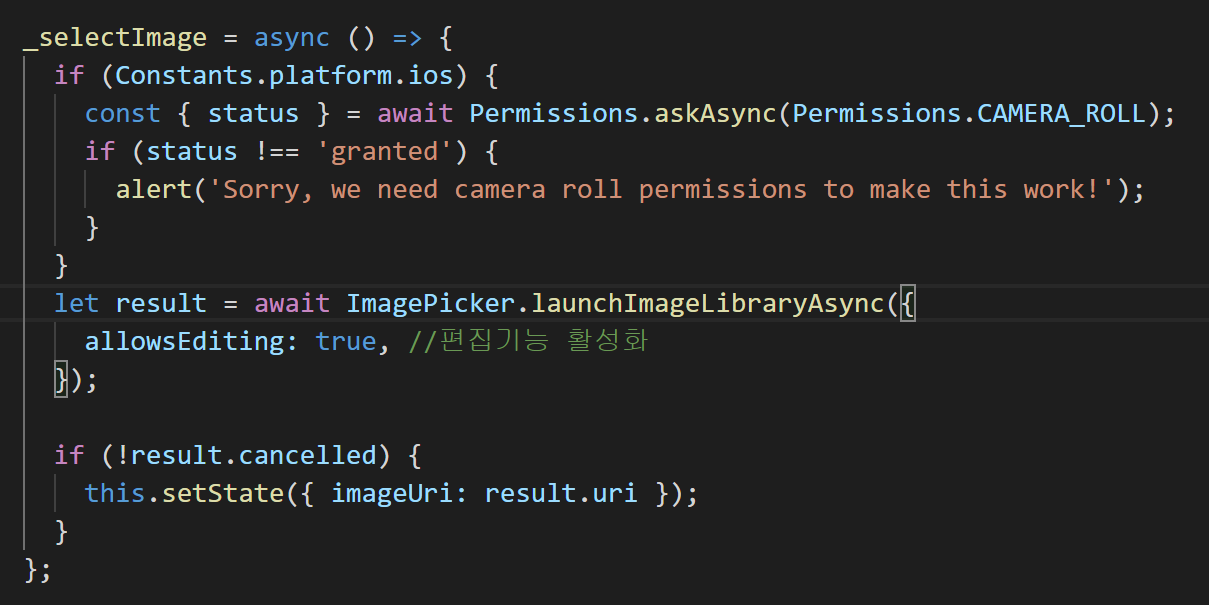 _selectImage = async () => {
  if (Constants.platform.ios) {
    const { status } = await Permissions.askAsync(Permissions.CAMERA_ROLL);
    if (status !== 'granted') {
      alert('Sorry, we need camera roll permissions to make this work!');
    }
  }
  let result = await ImagePicker.launchImageLibraryAsync({
    allowsEditing: true, //편집기능 활성화
  });

  if (!result.cancelled) {
    this.setState({ imageUri: result.uri });
  }
};